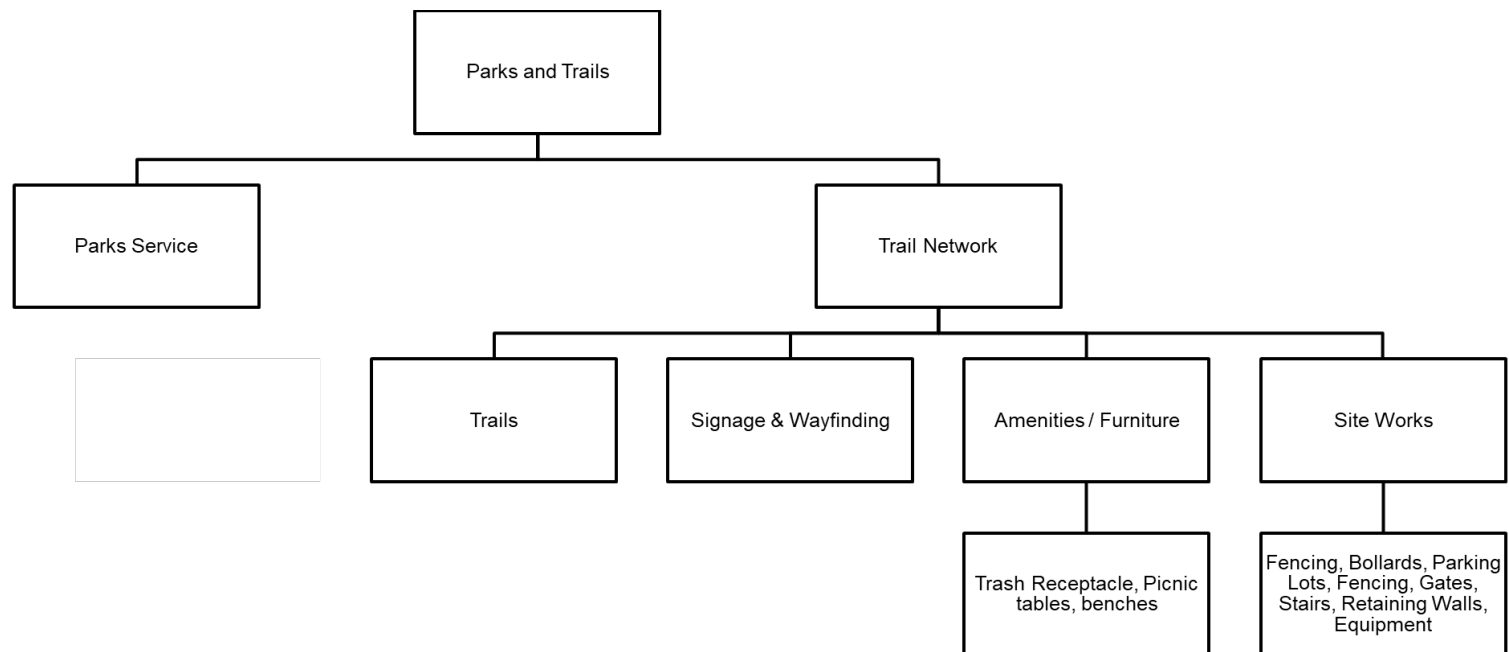 Parks and Trails
Parks Service
Trail Network
Trails
Signage & Wayfinding
Amenities / Furniture
Site Works
Trash Receptacle, Picnic
tables, benches
Fencing, Bollards, Parking
Lots, Fencing, Gates,
Stairs, Retaining Walls,
Equipment